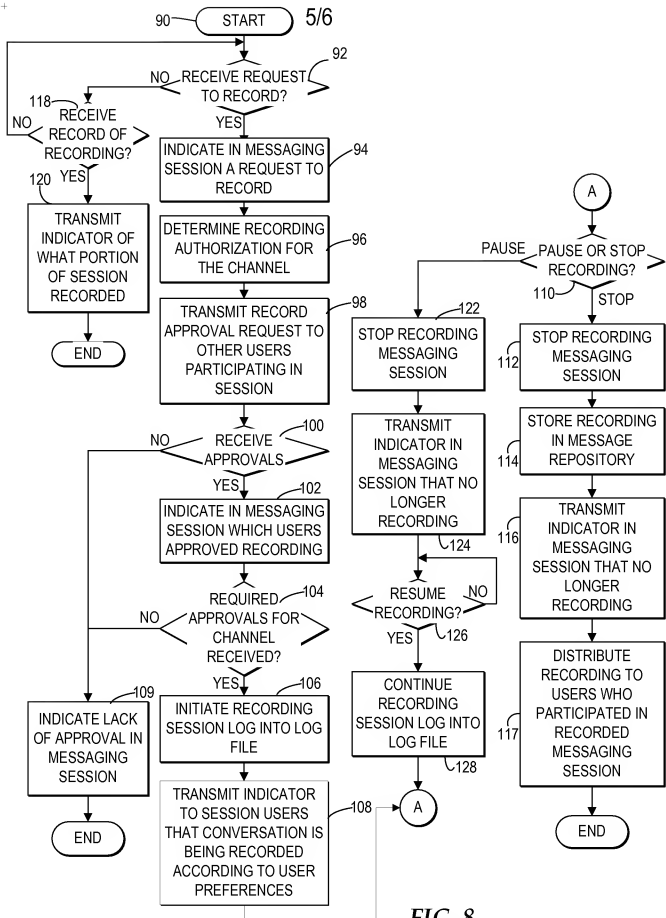 90
START
5/6
92
NO
RECEIVE REQUEST
TO RECORD?
118
RECEIVE
RECORD OF
RECORDING?
NO
YES
YES
94
INDICATE IN MESSAGING
SESSION A REQUEST TO
RECORD
120
TRANSMIT
INDICATOR OF
WHAT PORTION
OF SESSION
RECORDED
END
96
DETERMINE RECORDING
AUTHORIZATION FOR
THE CHANNEL
98
TRANSMIT RECORD
APPROVAL REQUEST TO
OTHER USERS
PARTICIPATING IN
SESSION
100
NO
RECEIVE
APPROVALS
YES
102
INDICATE IN MESSAGING
SESSION WHICH USERS
APPROVED RECORDING
104
NO
REQUIRED
APPROVALS FOR
CHANNEL
RECEIVED?
YES
106
INITIATE RECORDING
SESSION LOG INTO LOG
FILE
109
INDICATE LACK
OF APPROVAL IN
MESSAGING
SESSION
END
108
TRANSMIT INDICATOR
TO SESSION USERS
THAT CONVERSATION IS
BEING RECORDED
ACCORDING TO USER
PREFERENCES
A
PAUSE
PAUSE OR STOP
RECORDING?
110
STOP
122
STOP RECORDING
MESSAGING
SESSION
TRANSMIT
INDICATOR IN
MESSAGING
SESSION THAT NO
LONGER
RECORDING
124
RESUME
RECORDING?
NO
126
YES
CONTINUE
RECORDING
SESSION LOG INTO
LOG FILE
128
A
112
STOP RECORDING
MESSAGING
SESSION
114
STORE RECORDING
IN MESSAGE
REPOSITORY
116
TRANSMIT
INDICATOR IN
MESSAGING
SESSION THAT NO
LONGER
RECORDING
117
DISTRIBUTE
RECORDING TO
USERS WHO
PARTICIPATED IN
RECORDED
MESSAGING
SESSION
END
FIG. 8